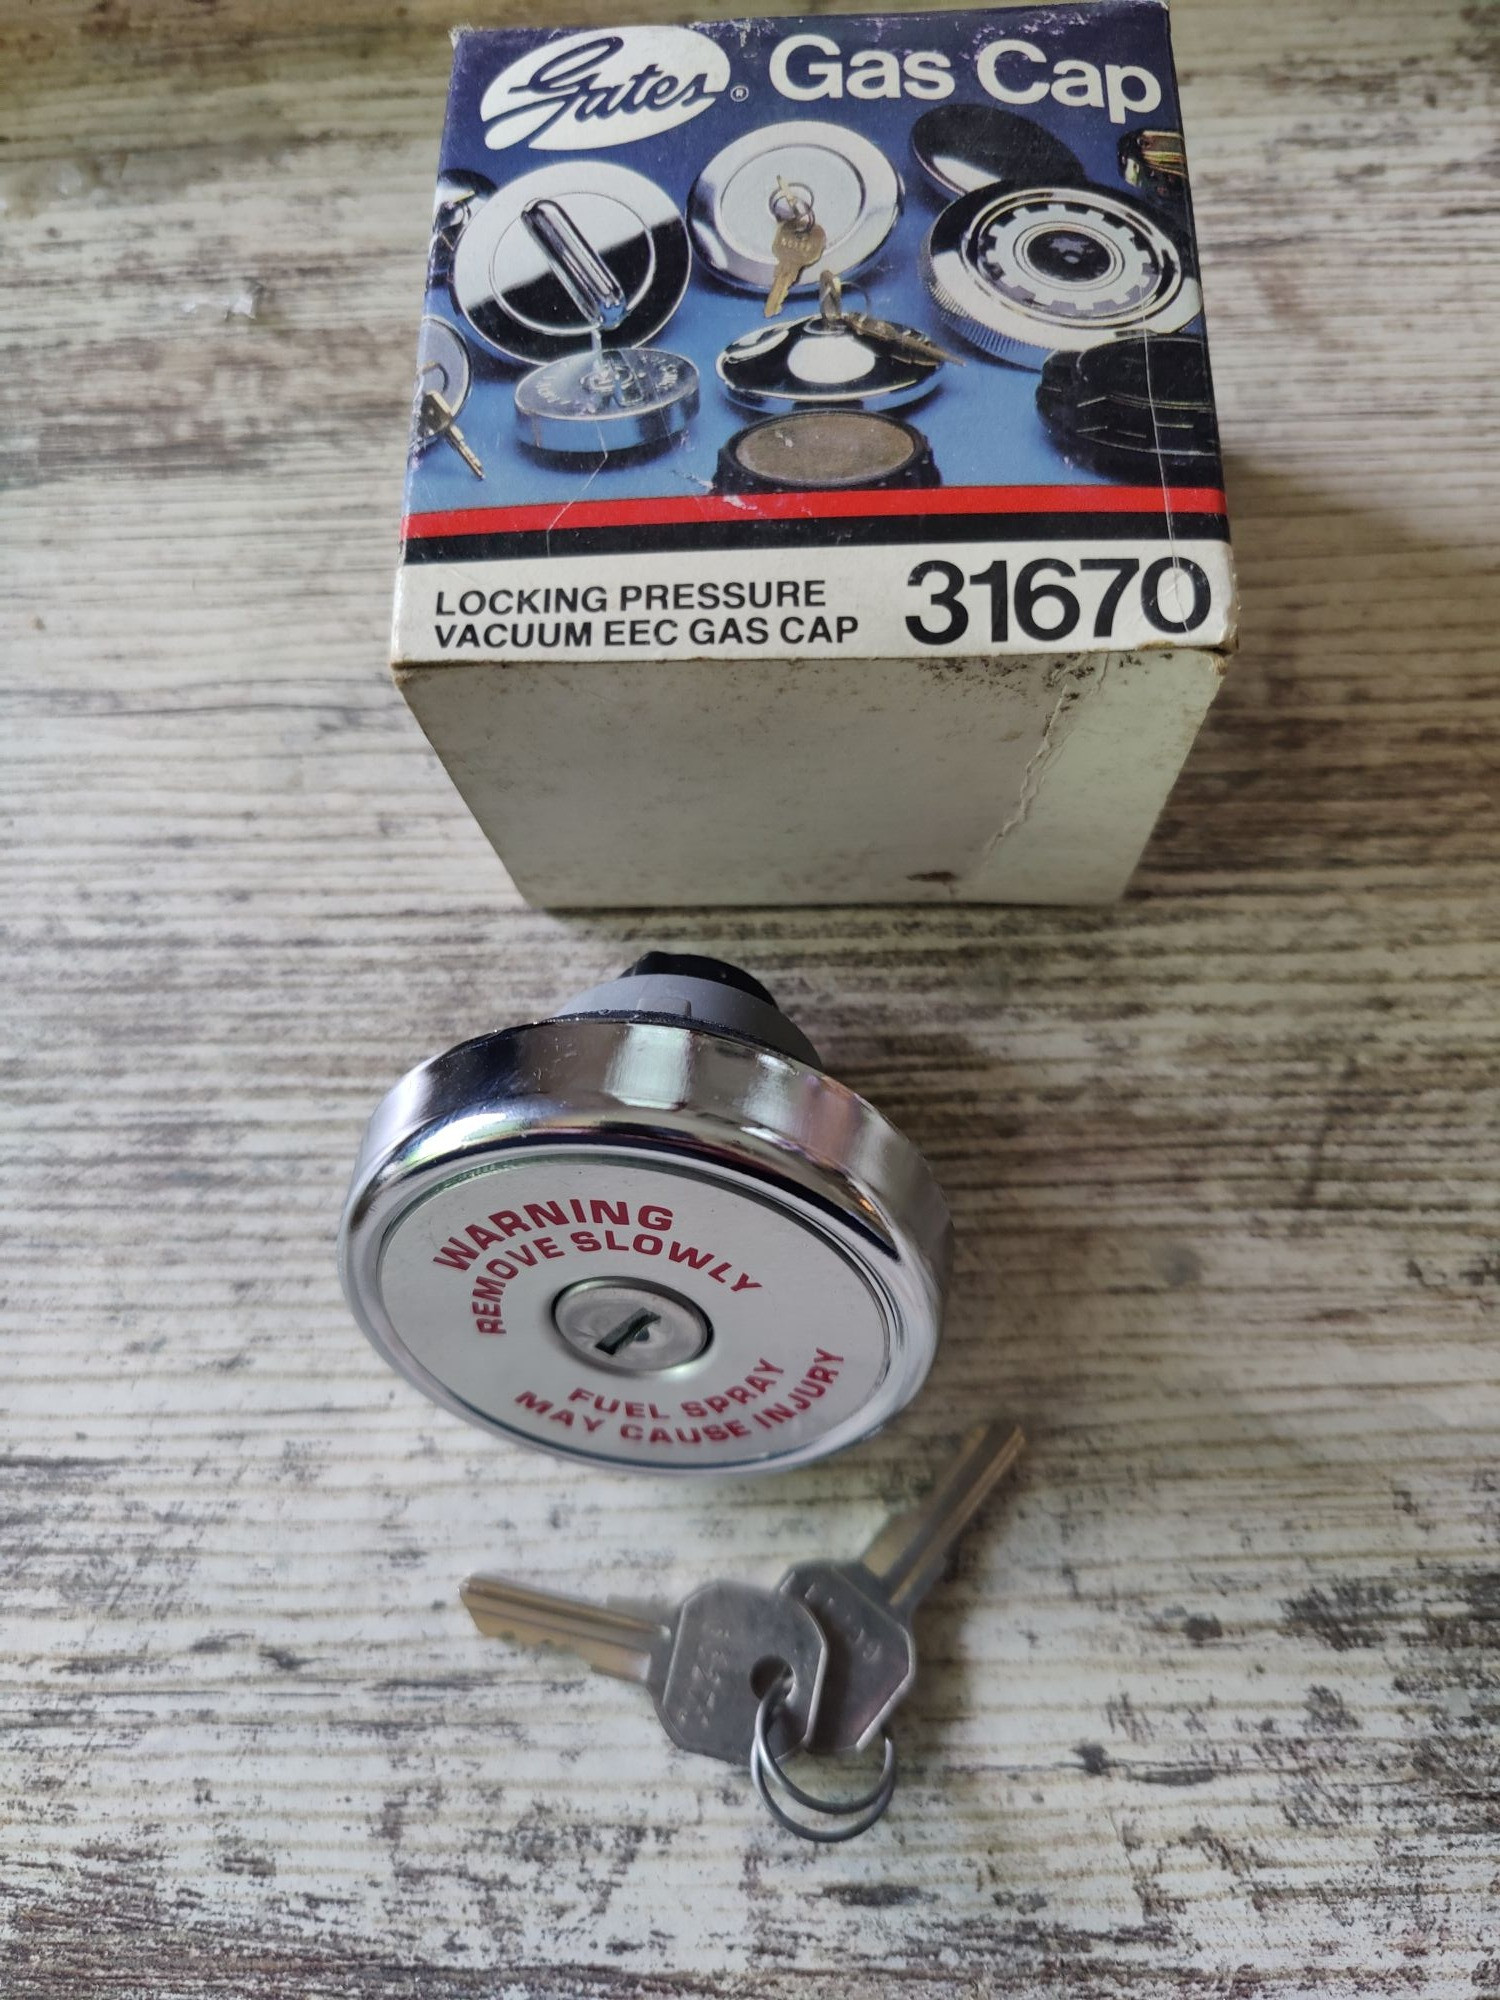 Gates® Gas Cap
LOCKING PRESSURE
VACUUM EEC GAS CAP
31670
WARNING
REMOVE SLOWLY
FUEL SPRAY
MAY CAUSE INJURY